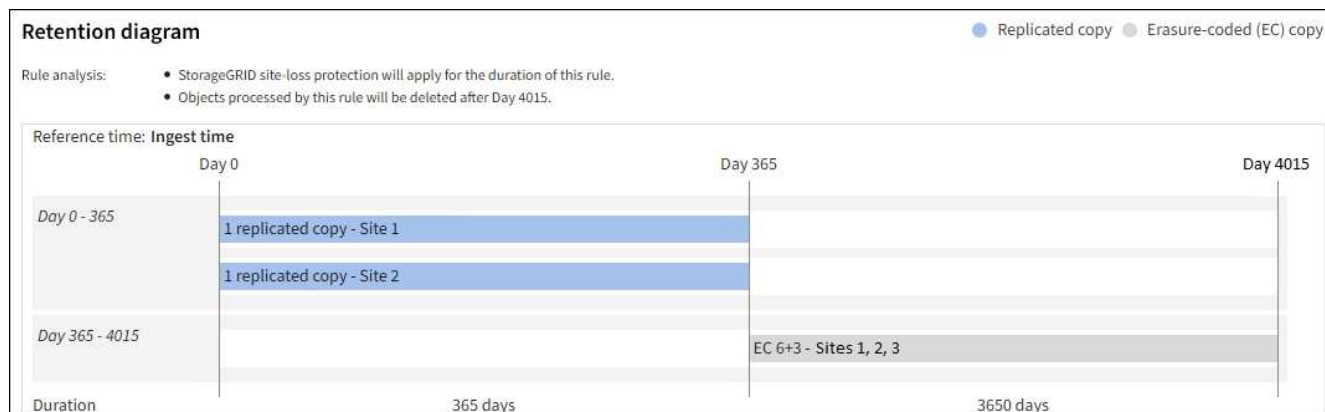 Retention diagram
Replicated copy Erasure-coded (EC) copy
Rule analysis:
• StorageGRID site-loss protection will apply for the duration of this rule.
• Objects processed by this rule will be deleted after Day 4015.
Reference time: Ingest time
Day 0 Day 365 Day 4015
Day 0 - 365
1 replicated copy - Site 1
1 replicated copy - Site 2
Day 365 - 4015
EC 6+3 - Sites 1, 2, 3
Duration 365 days 3650 days